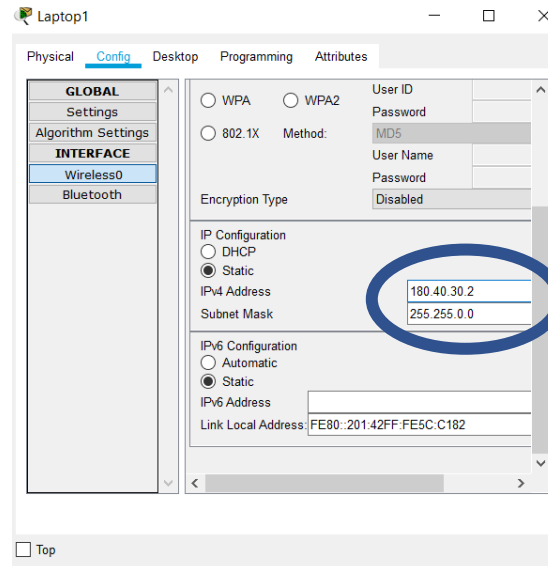 Laptop1
Physical Config Desktop Programming Attributes
GLOBAL
Settings
Algorithm Settings
INTERFACE
Wireless0
Bluetooth
WPA WPA2 User ID
Password
802.1X Method: MD5
User Name
Password
Encryption Type Disabled
IP Configuration
DHCP
Static
IPv4 Address 180.40.30.2
Subnet Mask 255.255.0.0
IPv6 Configuration
Automatic
Static
IPv6 Address
Link Local Address: FE80::201:42FF:FE5C:C182
Top